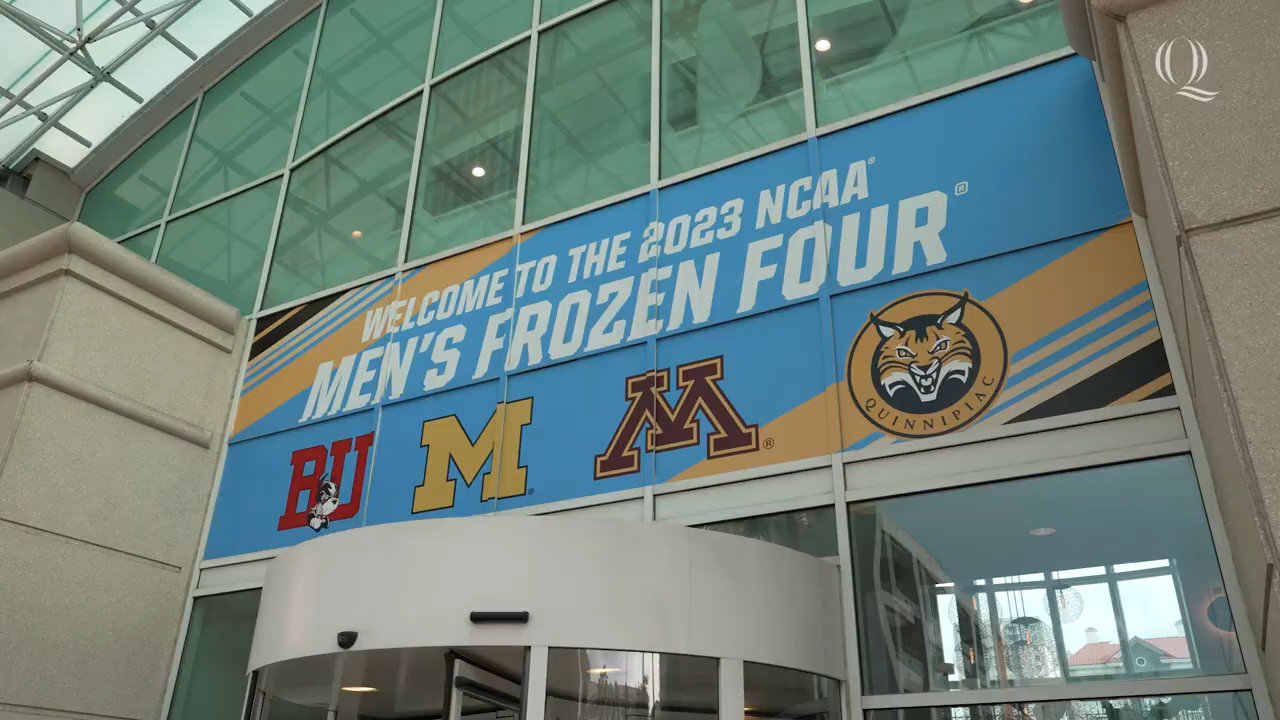 Q
WELCOME TO THE 2023 NCAA®
MEN'S FROZEN FOUR®
BU
M
M®
QUINNIPIAC